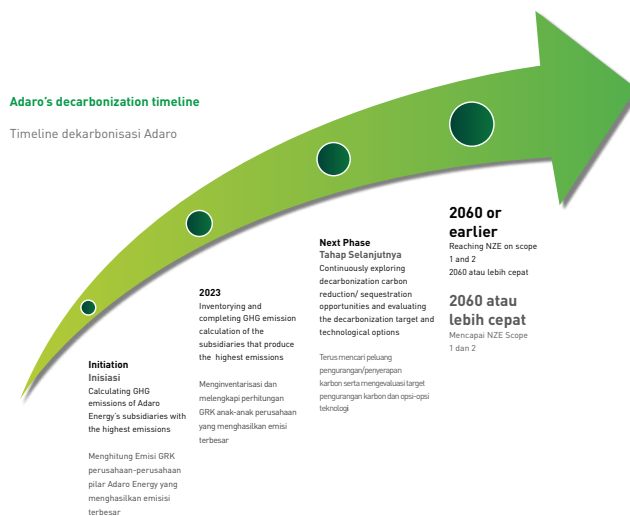 Adaro's decarbonization timeline
Timeline dekarbonisasi Adaro
Initiation
Inisiasi
Calculating GHG
emissions of Adaro
Energy's subsidiaries with
the highest emissions
Menghitung Emisi GRK
perusahaan-perusahaan
pilar Adaro Energy yang
menghasilkan emisisi
terbesar
2023
Inventorying and
completing GHG emission
calculation of the
subsidiaries that produce
the highest emissions
Menginventarisasi dan
melengkapi perhitungan
GRK anak-anak perusahaan
yang menghasilkan emisi
terbesar
Next Phase
Tahap Selanjutnya
Continuously exploring
decarbonization carbon
reduction/ sequestration
opportunities and evaluating
the decarbonization target and
technological options
Terus mencari peluang
pengurangan/penyerapan
karbon serta mengevaluasi target
pengurangan karbon dan opsi-opsi
teknologi
2060 or
earlier
Reaching NZE on scope
1 and 2
2060 atau lebih cepat
2060 atau
lebih cepat
Mencapai NZE Scope
1 dan 2